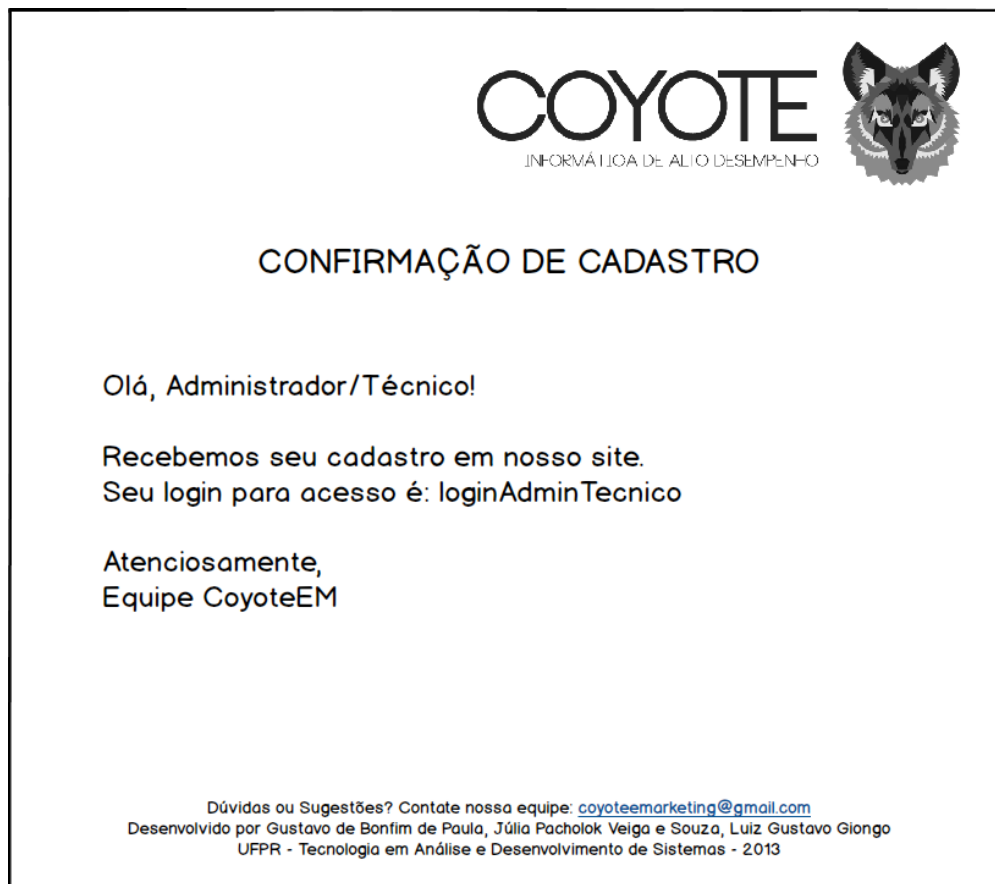 COYOTE
INFORMÁTICA DE ALTO DESEMPENHO
CONFIRMAÇÃO DE CADASTRO
Olá, Administrador/Técnico!
Recebemos seu cadastro em nosso site.
Seu login para acesso é: loginAdminTecnico
Atenciosamente,
Equipe CoyoteEM
Dúvidas ou Sugestões? Contate nossa equipe: coyoteemarketing@gmail.com
Desenvolvido por Gustavo de Bonfim de Paula, Júlia Pacholok Veiga e Souza, Luiz Gustavo Giongo
UFPR - Tecnologia em Análise e Desenvolvimento de Sistemas - 2013